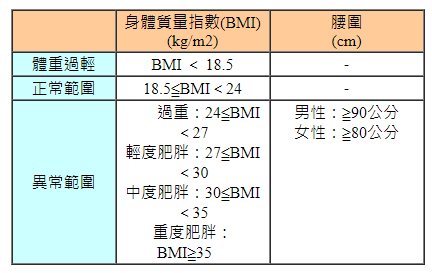 身體質量指數(BMI)
(kg/m2)
腰圍
(cm)
體重過輕
BMI ＜ 18.5
-
正常範圍
18.5≦BMI＜24
-
異常範圍
過重：24≦BMI
＜27
輕度肥胖：27≦BMI
＜30
中度肥胖：30≦BMI
＜35
重度肥胖：
BMI≧35
男性：≧90公分
女性：≧80公分